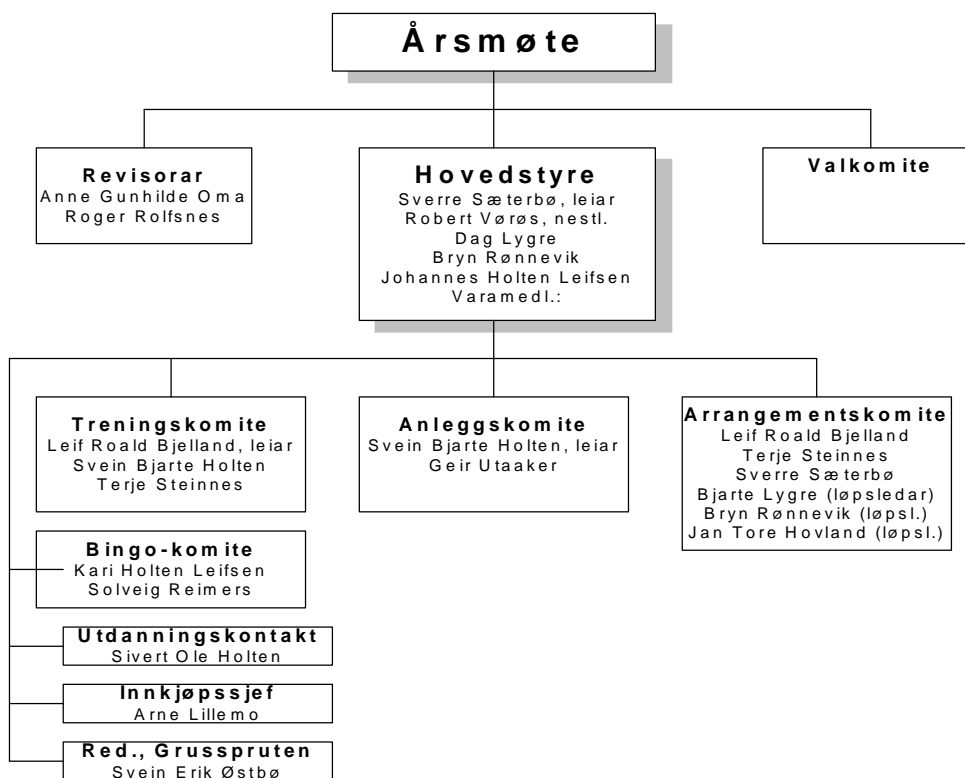 Årsmøte
Revisorar
Anne Gunhilde Oma
Roger Rolfsnes
Hovedstyre
Sverre Sæterbø, leiar
Robert Vørøs, nestl.
Dag Lygre
Bryn Rønnevik
Johannes Holten Leifsen
Varamedl.:
Valkomite
Treningskomite
Leif Roald Bjelland, leiar
Svein Bjarte Holten
Terje Steinnes
Anleggskomite
Svein Bjarte Holten, leiar
Geir Utaaker
Arrangementskomite
Leif Roald Bjelland
Terje Steinnes
Sverre Sæterbø
Bjarte Lygre (løpsledar)
Bryn Rønnevik (løpsl.)
Jan Tore Hovland (løpsl.)
Bingo-komite
Kari Holten Leifsen
Solveig Reimers
Utdanningskontakt
Sivert Ole Holten
Innkjøpssjef
Arne Lillemo
Red., Grusspruten
Svein Erik Østbø